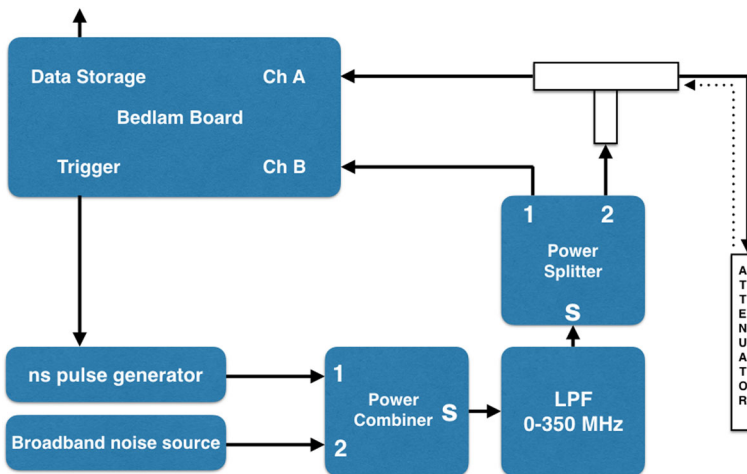 Data Storage
Ch A
Bedlam Board
Trigger
Ch B
1
2
Power
Splitter
S
ATTENUATOR
ns pulse generator
1
Power
Combiner
S
2
LPF
0-350 MHz
Broadband noise source